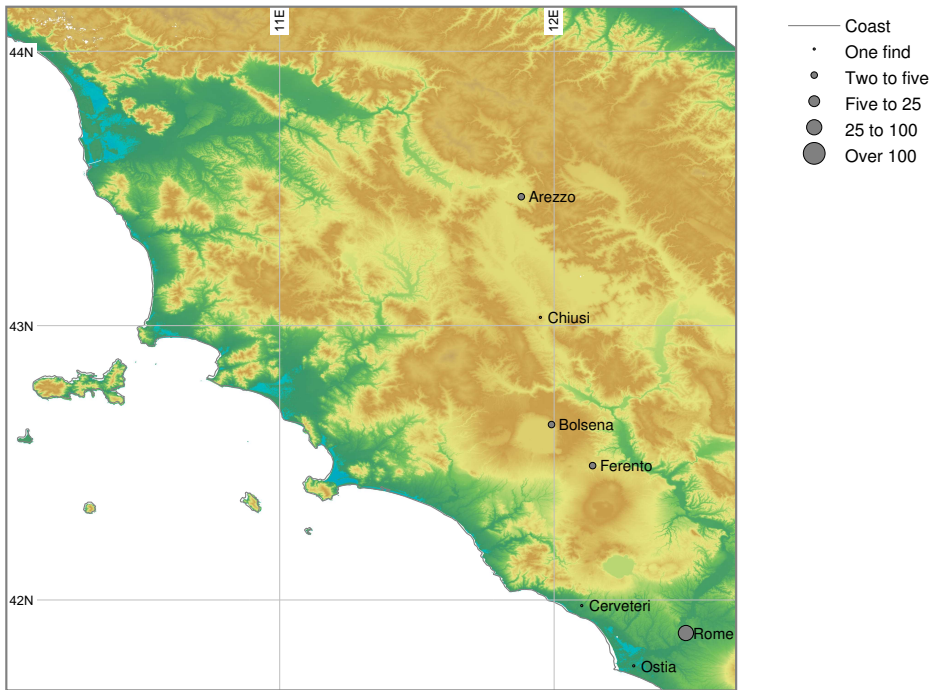 11E
12E
44N
43N
42N
Arezzo
Chiusi
Bolsena
Ferento
Cerveteri
Rome
Ostia
Coast
One find
Two to five
Five to 25
25 to 100
Over 100